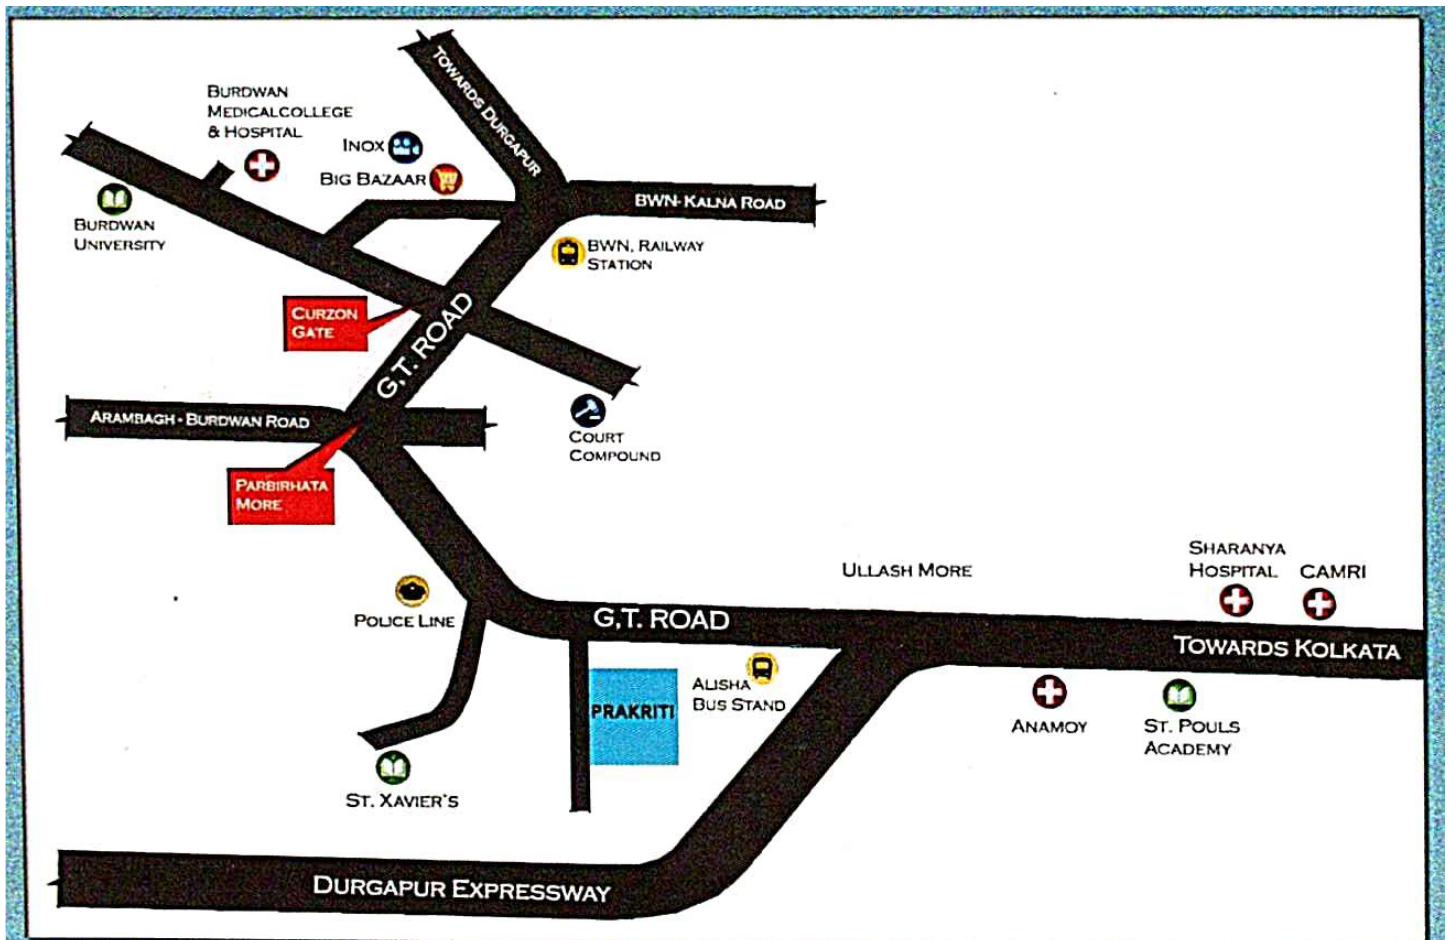 TOWARDS DURGAPUR
BURDWAN
MEDICALCOLLEGE
& HOSPITAL
INOX
BIG BAZAAR
BWN-KALNA ROAD
BURDWAN
UNIVERSITY
BWN, RAILWAY
STATION
CURZON
GATE
G,T. ROAD
ARAMBAGH-BURDWAN ROAD
COURT
COMPOUND
PARBIRHATA
MORE
ULLASH MORE
SHARANYA
HOSPITAL
CAMRI
POLICE LINE
G,T. ROAD
TOWARDS KOLKATA
PRAKRITI
ALISHA
BUS STAND
ANAMOY
ST. POULS
ACADEMY
ST. XAVIER'S
DURGAPUR EXPRESSWAY